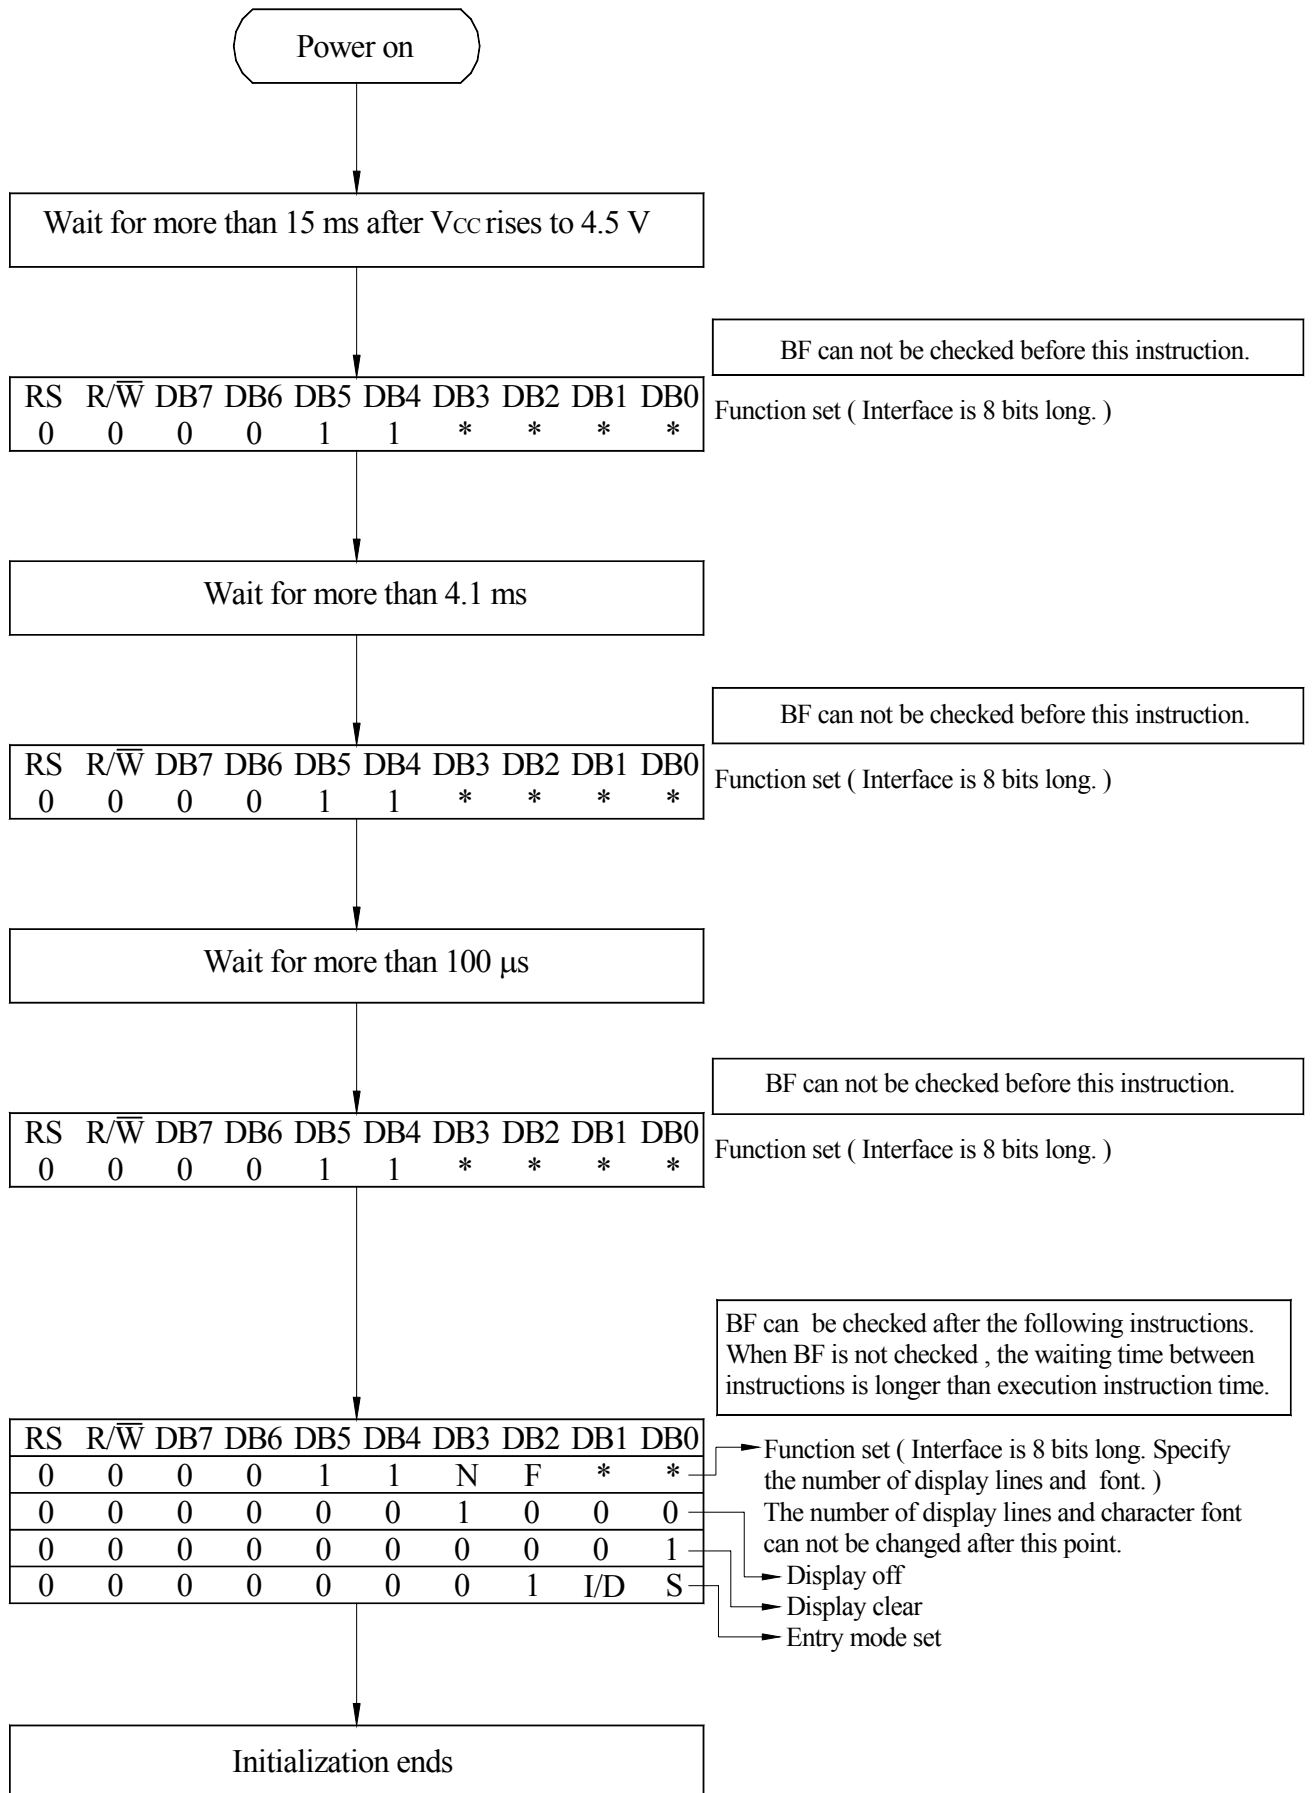 Power on
Wait for more than 15 ms after VCC rises to 4.5 V
BF can not be checked before this instruction.
RS R/W̅ DB7 DB6 DB5 DB4 DB3 DB2 DB1 DB0
0 0 0 0 1 1 * * * *
Function set ( Interface is 8 bits long. )
Wait for more than 4.1 ms
BF can not be checked before this instruction.
RS R/W̅ DB7 DB6 DB5 DB4 DB3 DB2 DB1 DB0
0 0 0 0 1 1 * * * *
Function set ( Interface is 8 bits long. )
Wait for more than 100 μs
BF can not be checked before this instruction.
RS R/W̅ DB7 DB6 DB5 DB4 DB3 DB2 DB1 DB0
0 0 0 0 1 1 * * * *
Function set ( Interface is 8 bits long. )
BF can be checked after the following instructions.
When BF is not checked , the waiting time between
instructions is longer than execution instruction time.
RS R/W̅ DB7 DB6 DB5 DB4 DB3 DB2 DB1 DB0
0 0 0 0 1 1 N F * *
0 0 0 0 0 0 1 0 0 0
0 0 0 0 0 0 0 0 0 1
0 0 0 0 0 0 0 1 I/D S
Function set ( Interface is 8 bits long. Specify
the number of display lines and font. )
The number of display lines and character font
can not be changed after this point.
Display off
Display clear
Entry mode set
Initialization ends